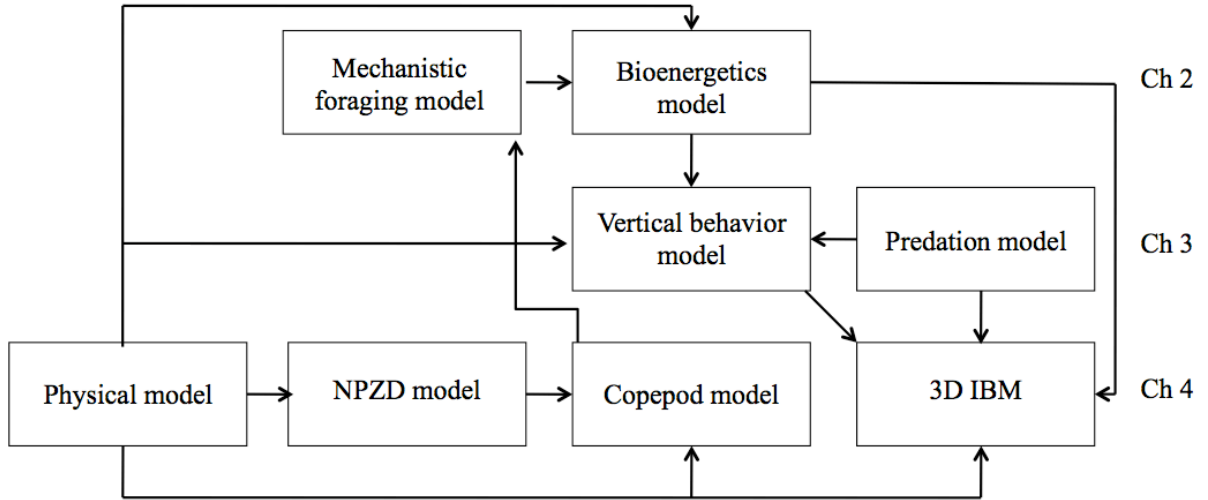 Mechanistic
foraging model
Bioenergetics
model
Ch 2
Vertical behavior
model
Predation model
Ch 3
Physical model
NPZD model
Copepod model
3D IBM
Ch 4